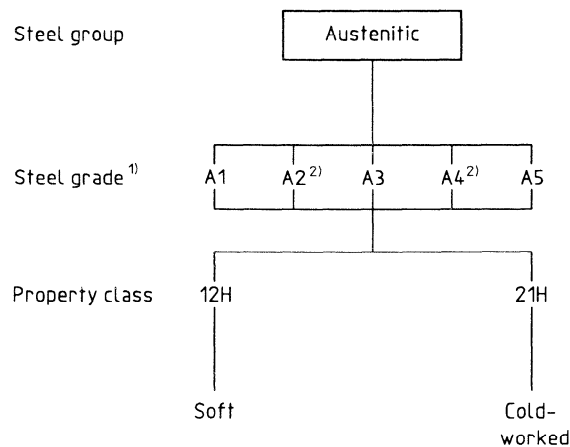 Steel group
Austenitic
Steel grade 1)
A1 A2 2) A3 A4 2) A5
Property class
12H 21H
Soft Cold-
worked